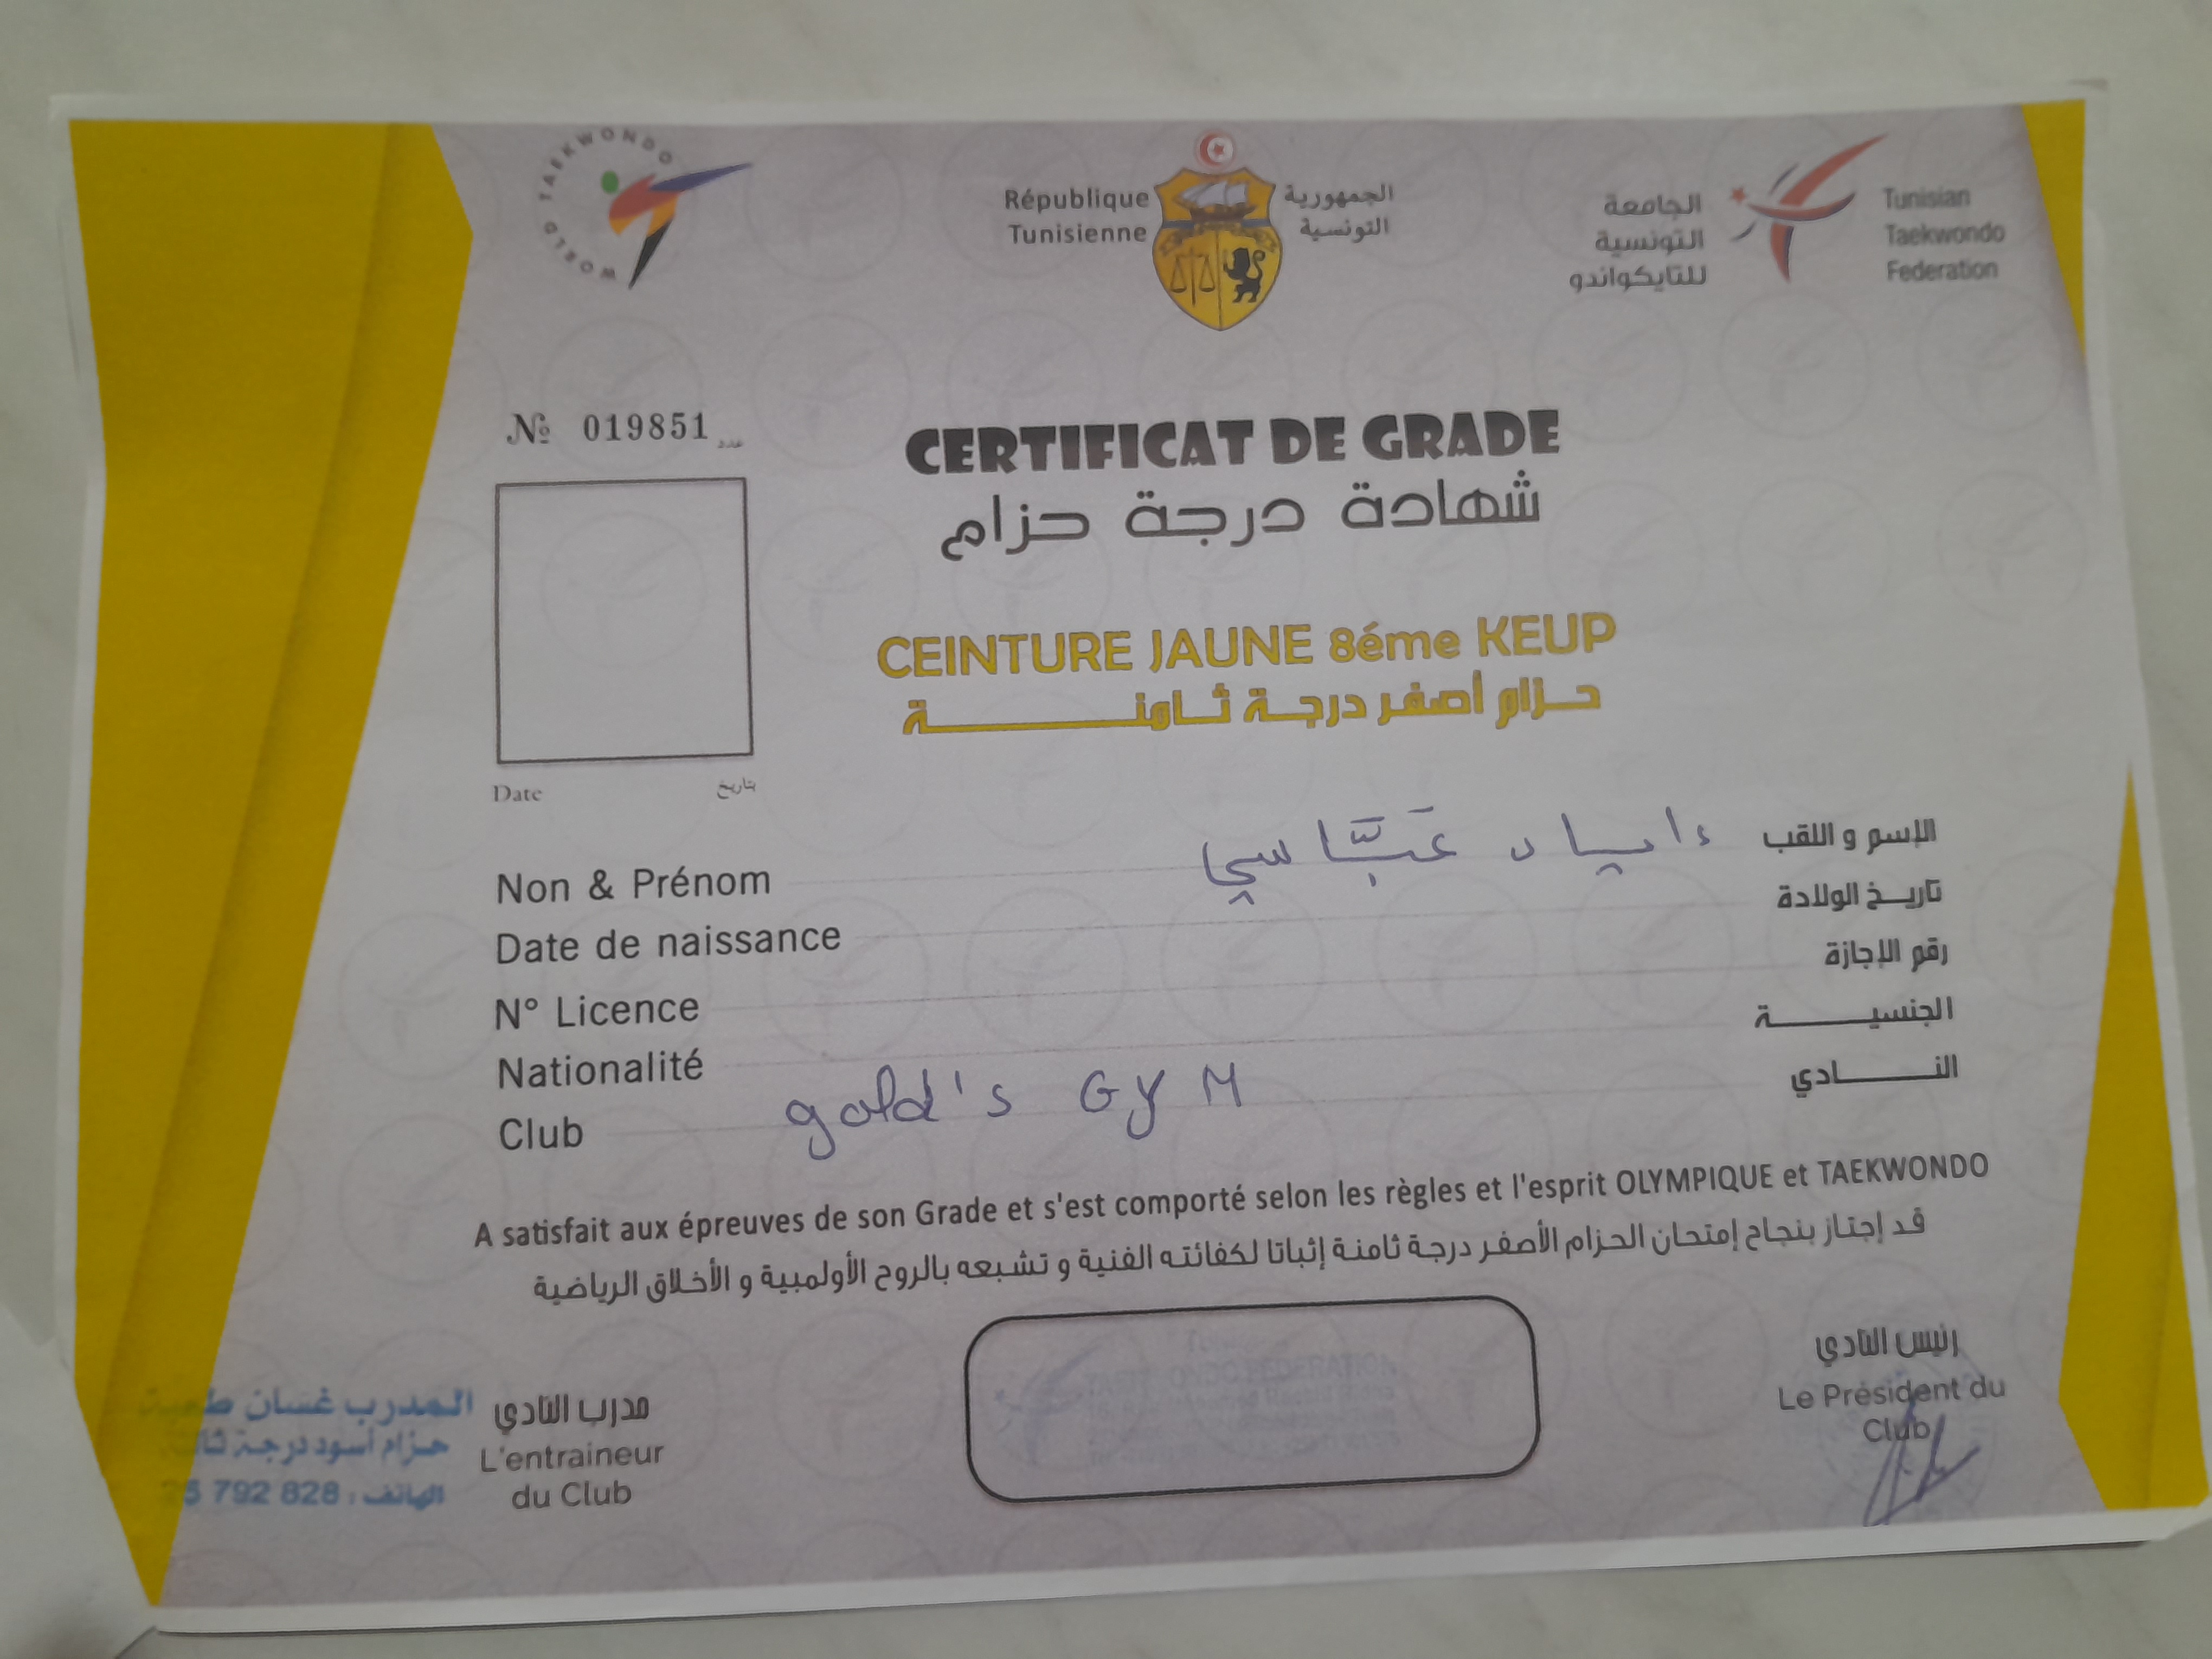 WORLD TAEKWONDO
République
Tunisienne
الجمهورية
التونسية
الجامعة
التونسية
للتايكواندو
Tunisian
Taekwondo
Federation
№ 019851 عدد
CERTIFICAT DE GRADE
شهادة درجة حزام
CEINTURE JAUNE 8éme KEUP
حزام أصفر درجة ثامنة
Date تاريخ
Non & Prénom اياد عَبَّاسي الإسم و اللقب
Date de naissance تاريخ الولادة
N° Licence رقم الإجازة
Nationalité الجنسية
Club gold's GyM النادي
A satisfait aux épreuves de son Grade et s'est comporté selon les règles et l'esprit OLYMPIQUE et TAEKWONDO
قد إجتاز بنجاح إمتحان الحزام الأصفر درجة ثامنة إثباتا لكفائته الفنية و تشبعه بالروح الأولمبية و الأخلاق الرياضية
المدرب غسان
حزام أسود درجة
الهاتف : 792 828
مدرب النادي
L'entraineur
du Club
FEDERATION
رئيس النادي
Le Président du
Club